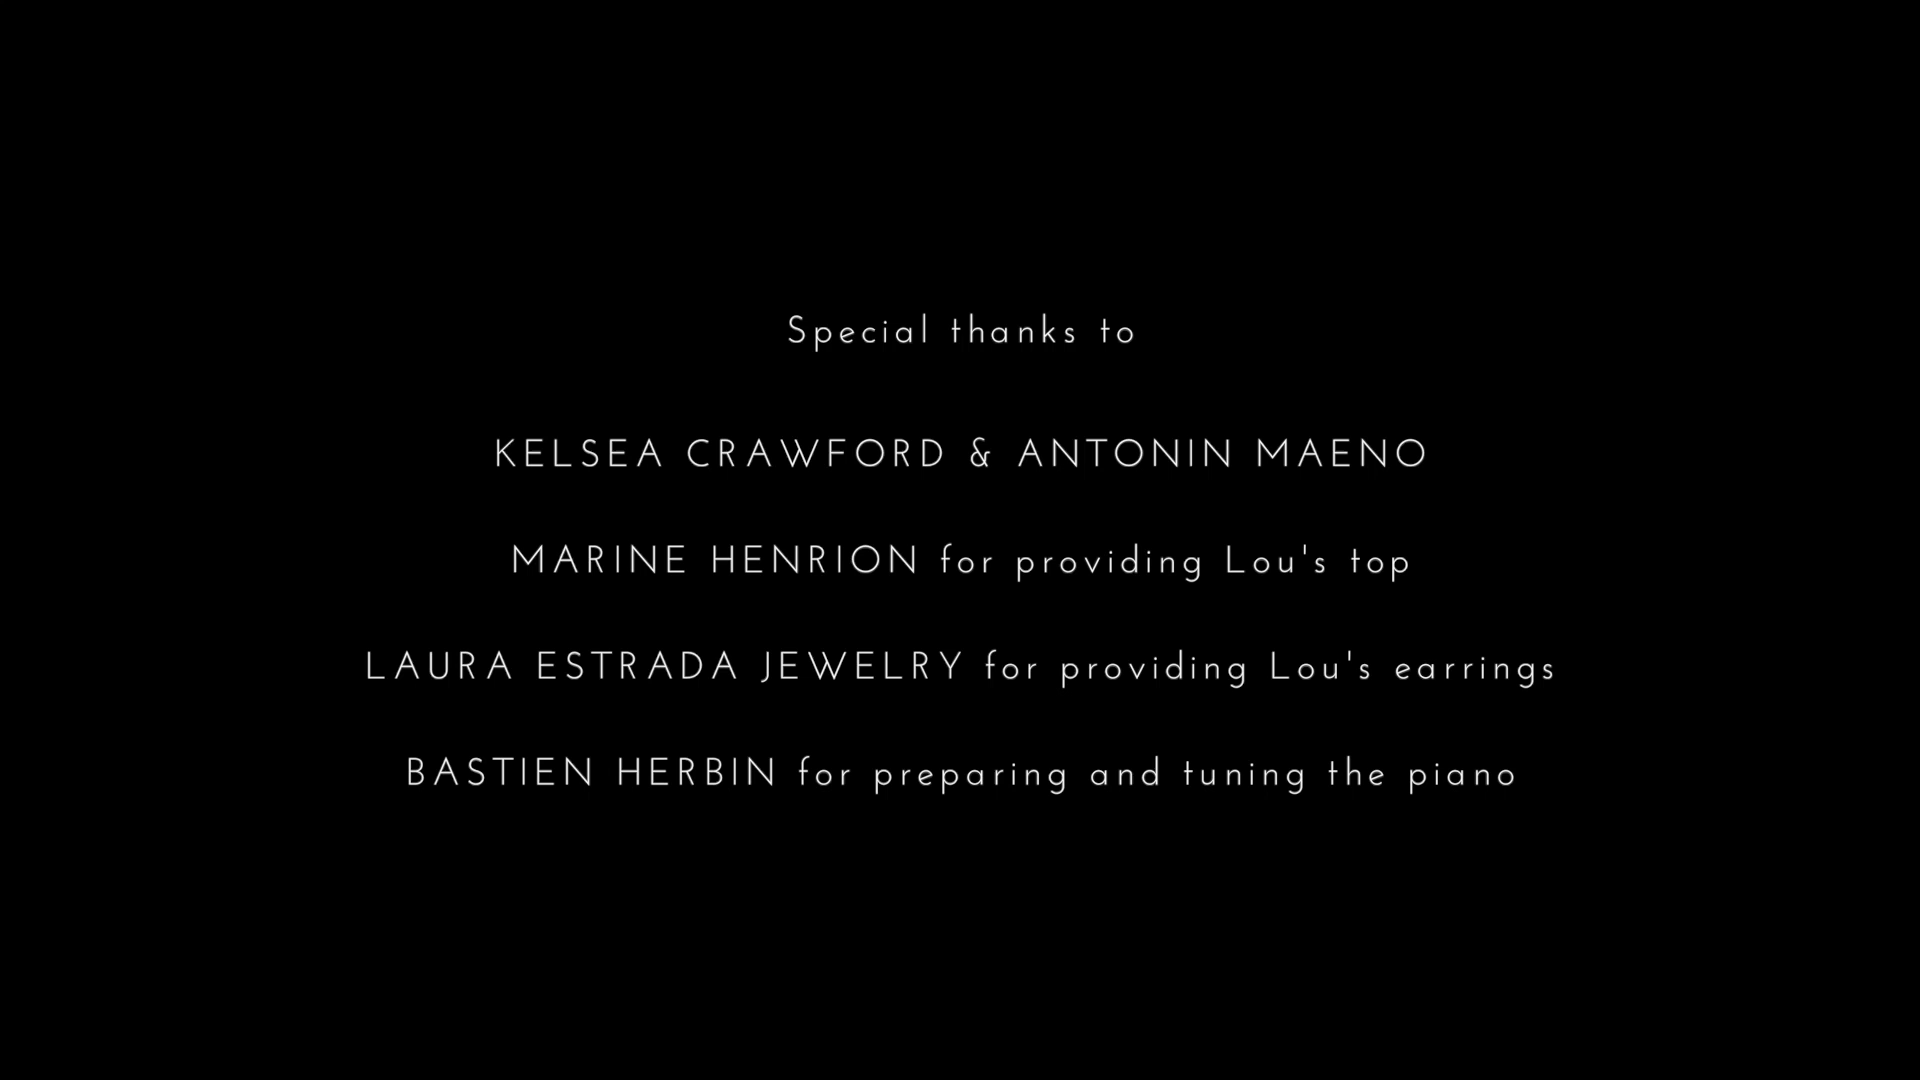 Special thanks to
KELSEA CRAWFORD & ANTONIN MAENO
MARINE HENRION for providing Lou's top
LAURA ESTRADA JEWELRY for providing Lou's earrings
BASTIEN HERBIN for preparing and tuning the piano